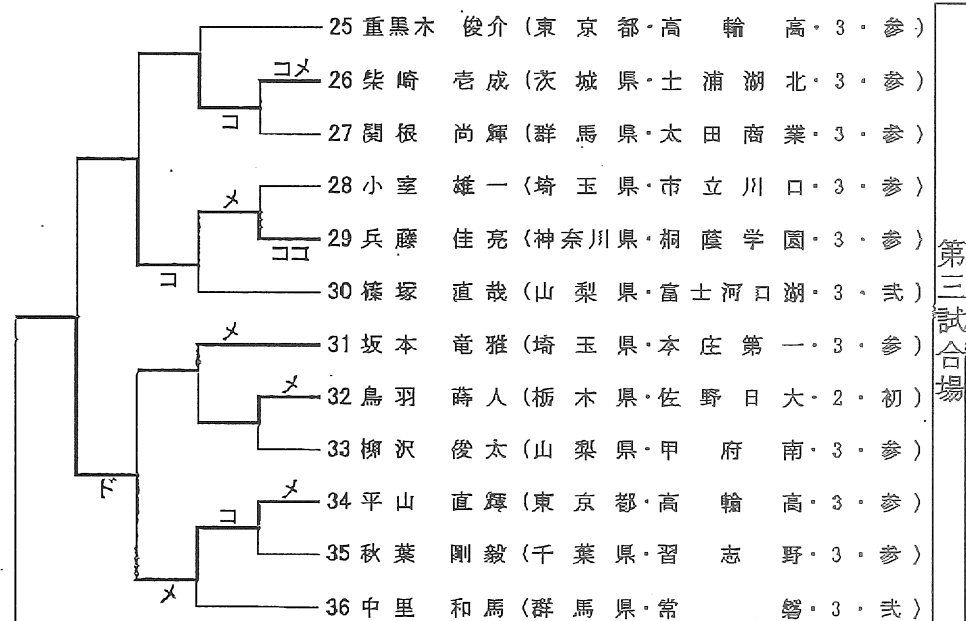 25 重黒木 俊介 (東京都・高輪高・3・参)
コメ
26 柴崎 壱成 (茨城県・土浦湖北・3・参)
コ
27 関根 尚輝 (群馬県・太田商業・3・参)
28 小室 雄一 (埼玉県・市立川口・3・参)
メ
29 兵藤 佳亮 (神奈川県・桐蔭学園・3・参)
ココ
コ
30 篠塚 直哉 (山梨県・富士河口湖・3・弐)
メ
31 坂本 竜雅 (埼玉県・本庄第一・3・参)
メ
32 鳥羽 蒔人 (栃木県・佐野日大・2・初)
33 柳沢 俊太 (山梨県・甲府南・3・参)
ド
メ
34 平山 直輝 (東京都・高輪高・3・参)
コ
35 秋葉 剛毅 (千葉県・習志野・3・参)
メ
36 中里 和馬 (群馬県・常磐・3・弐)
第三試合場